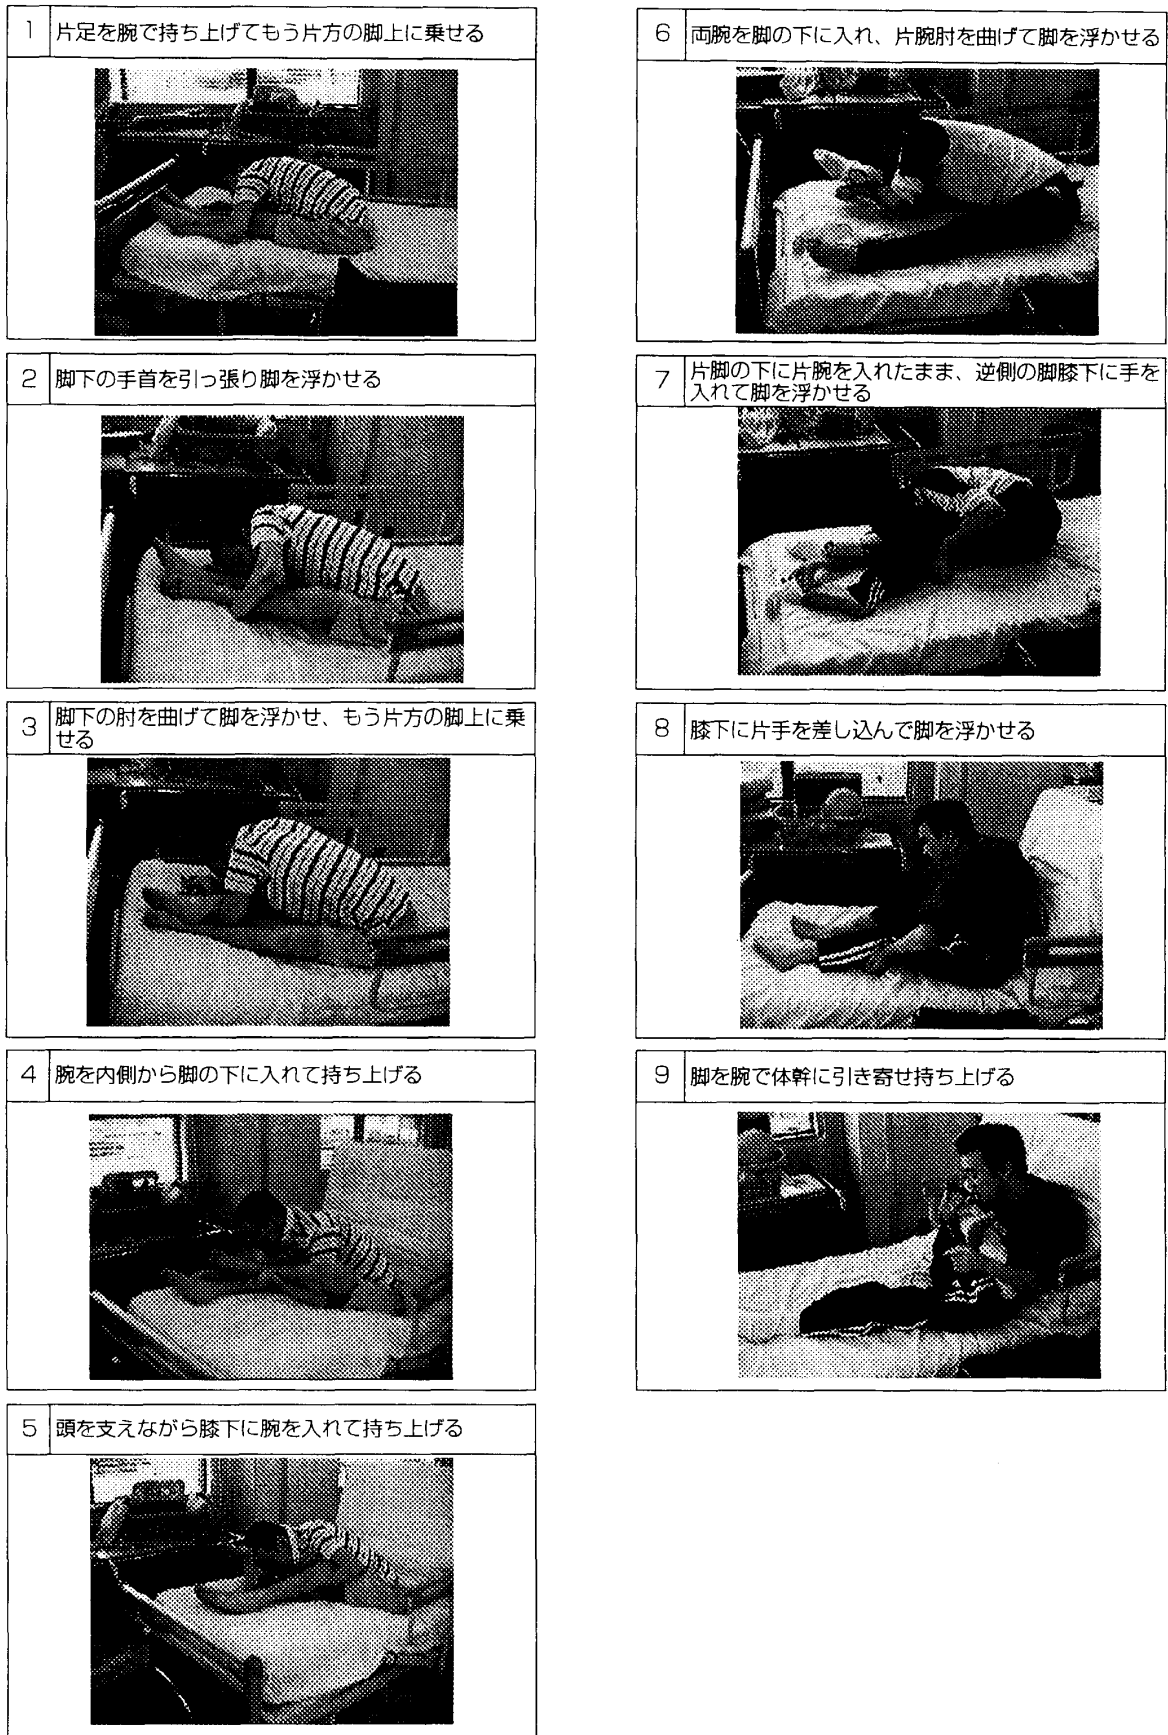 1 片足を腕で持ち上げてもう片方の脚上に乗せる
2 脚下の手首を引っ張り脚を浮かせる
3 脚下の肘を曲げて脚を浮かせ、もう片方の脚上に乗
せる
4 腕を内側から脚の下に入れて持ち上げる
5 頭を支えながら膝下に腕を入れて持ち上げる
6 両腕を脚の下に入れ、片腕肘を曲げて脚を浮かせる
7 片脚の下に片腕を入れたまま、逆側の脚膝下に手を
入れて脚を浮かせる
8 膝下に片手を差し込んで脚を浮かせる
9 脚を腕で体幹に引き寄せ持ち上げる